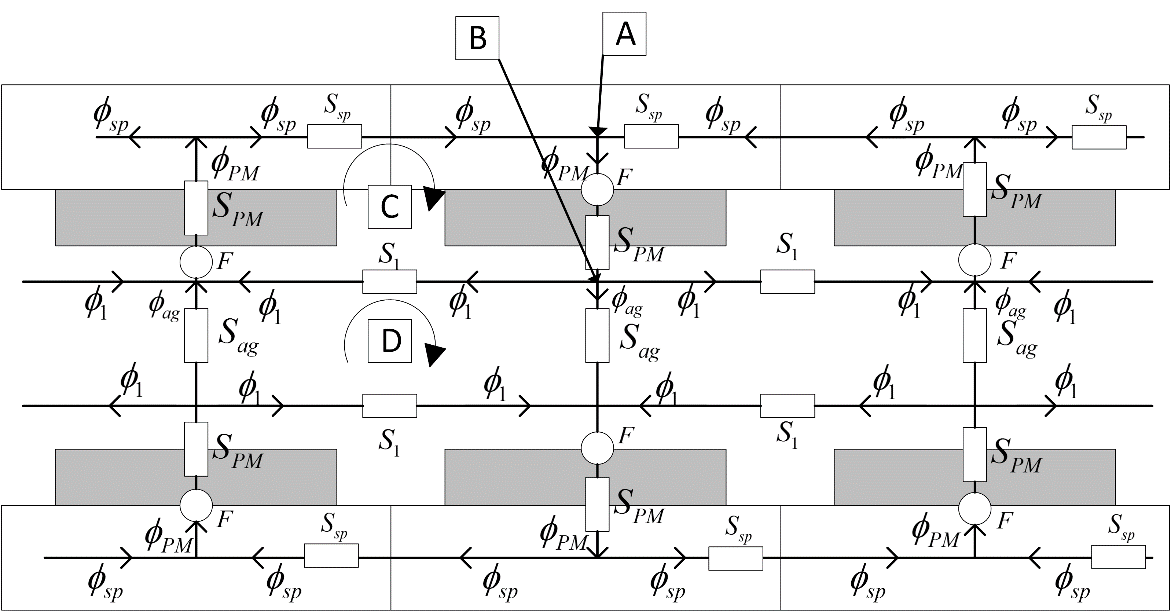 B A
ϕsp ϕsp Ssp ϕsp Ssp ϕsp ϕsp ϕsp Ssp
ϕPM ϕPM F ϕPM
SPM C SPM
SPM
F S1 S1 F
ϕ1 ϕag ϕ1 ϕ1 ϕag ϕ1 ϕ1 ϕag ϕ1
Sag D Sag Sag
ϕ1 ϕ1 ϕ1 ϕ1 ϕ1 ϕ1
S1 S1
SPM F SPM
SPM
F Ssp Ssp F Ssp
ϕPM ϕPM ϕPM
ϕsp ϕsp ϕsp ϕsp ϕsp ϕsp